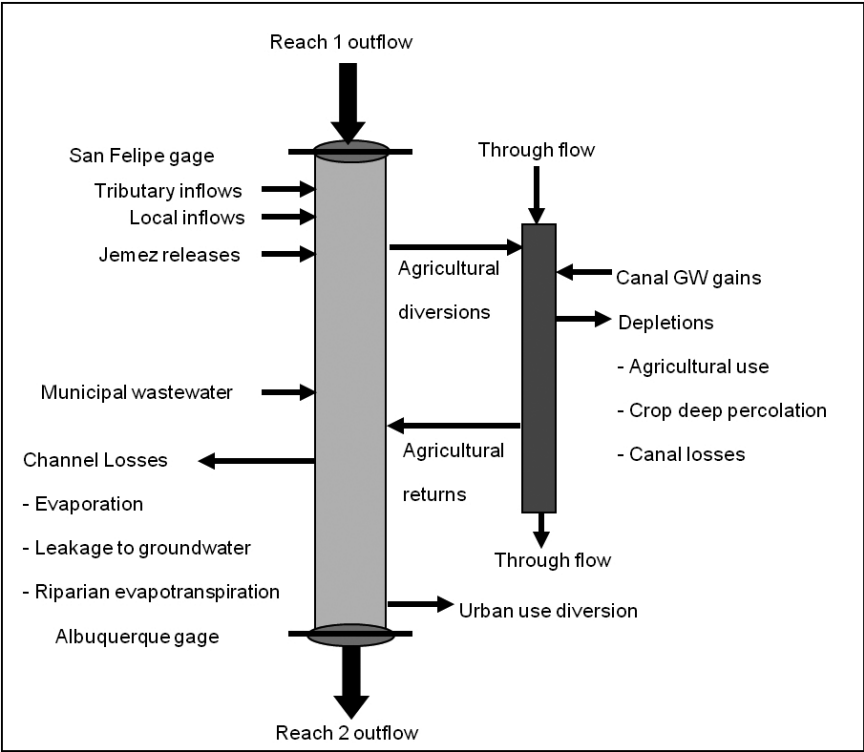 Reach 1 outflow
San Felipe gage
Through flow
Tributary inflows
Local inflows
Jemez releases
Agricultural
diversions
Canal GW gains
Depletions
- Agricultural use
- Crop deep percolation
- Canal losses
Municipal wastewater
Agricultural
returns
Channel Losses
- Evaporation
- Leakage to groundwater
- Riparian evapotranspiration
Through flow
Urban use diversion
Albuquerque gage
Reach 2 outflow